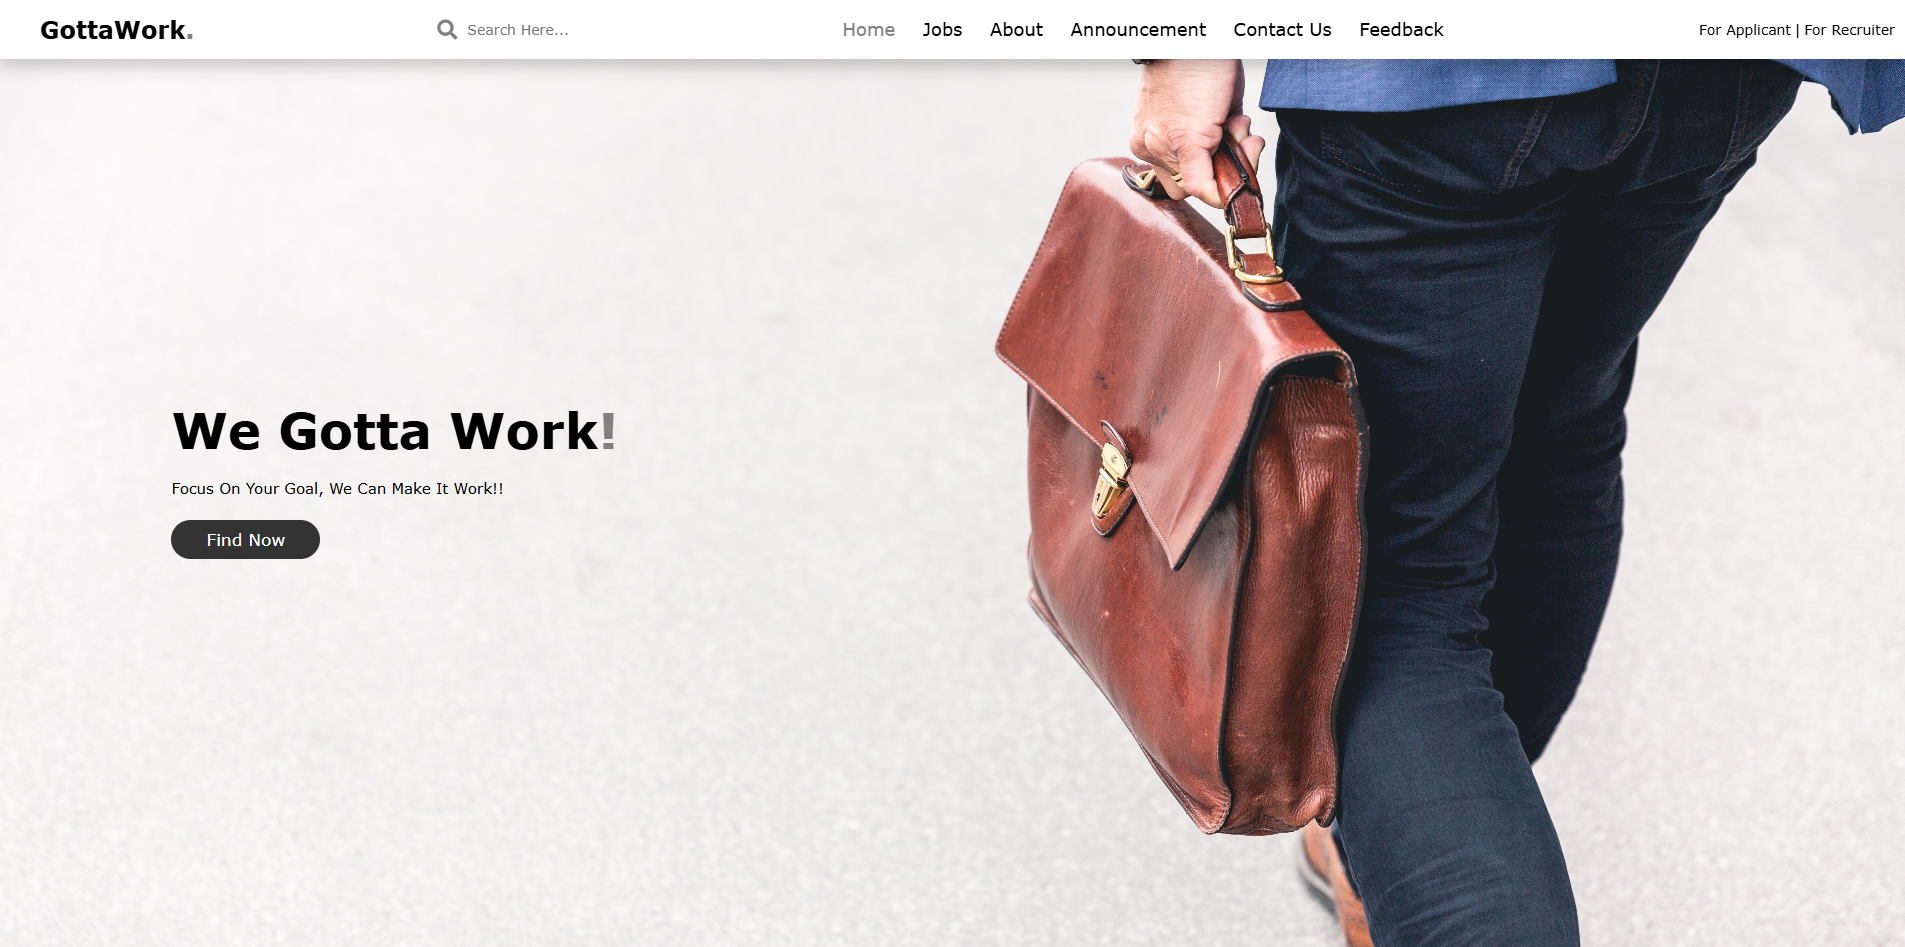 GottaWork.
Search Here...
Home Jobs About Announcement Contact Us Feedback
For Applicant | For Recruiter
We Gotta Work!
Focus On Your Goal, We Can Make It Work!!
Find Now